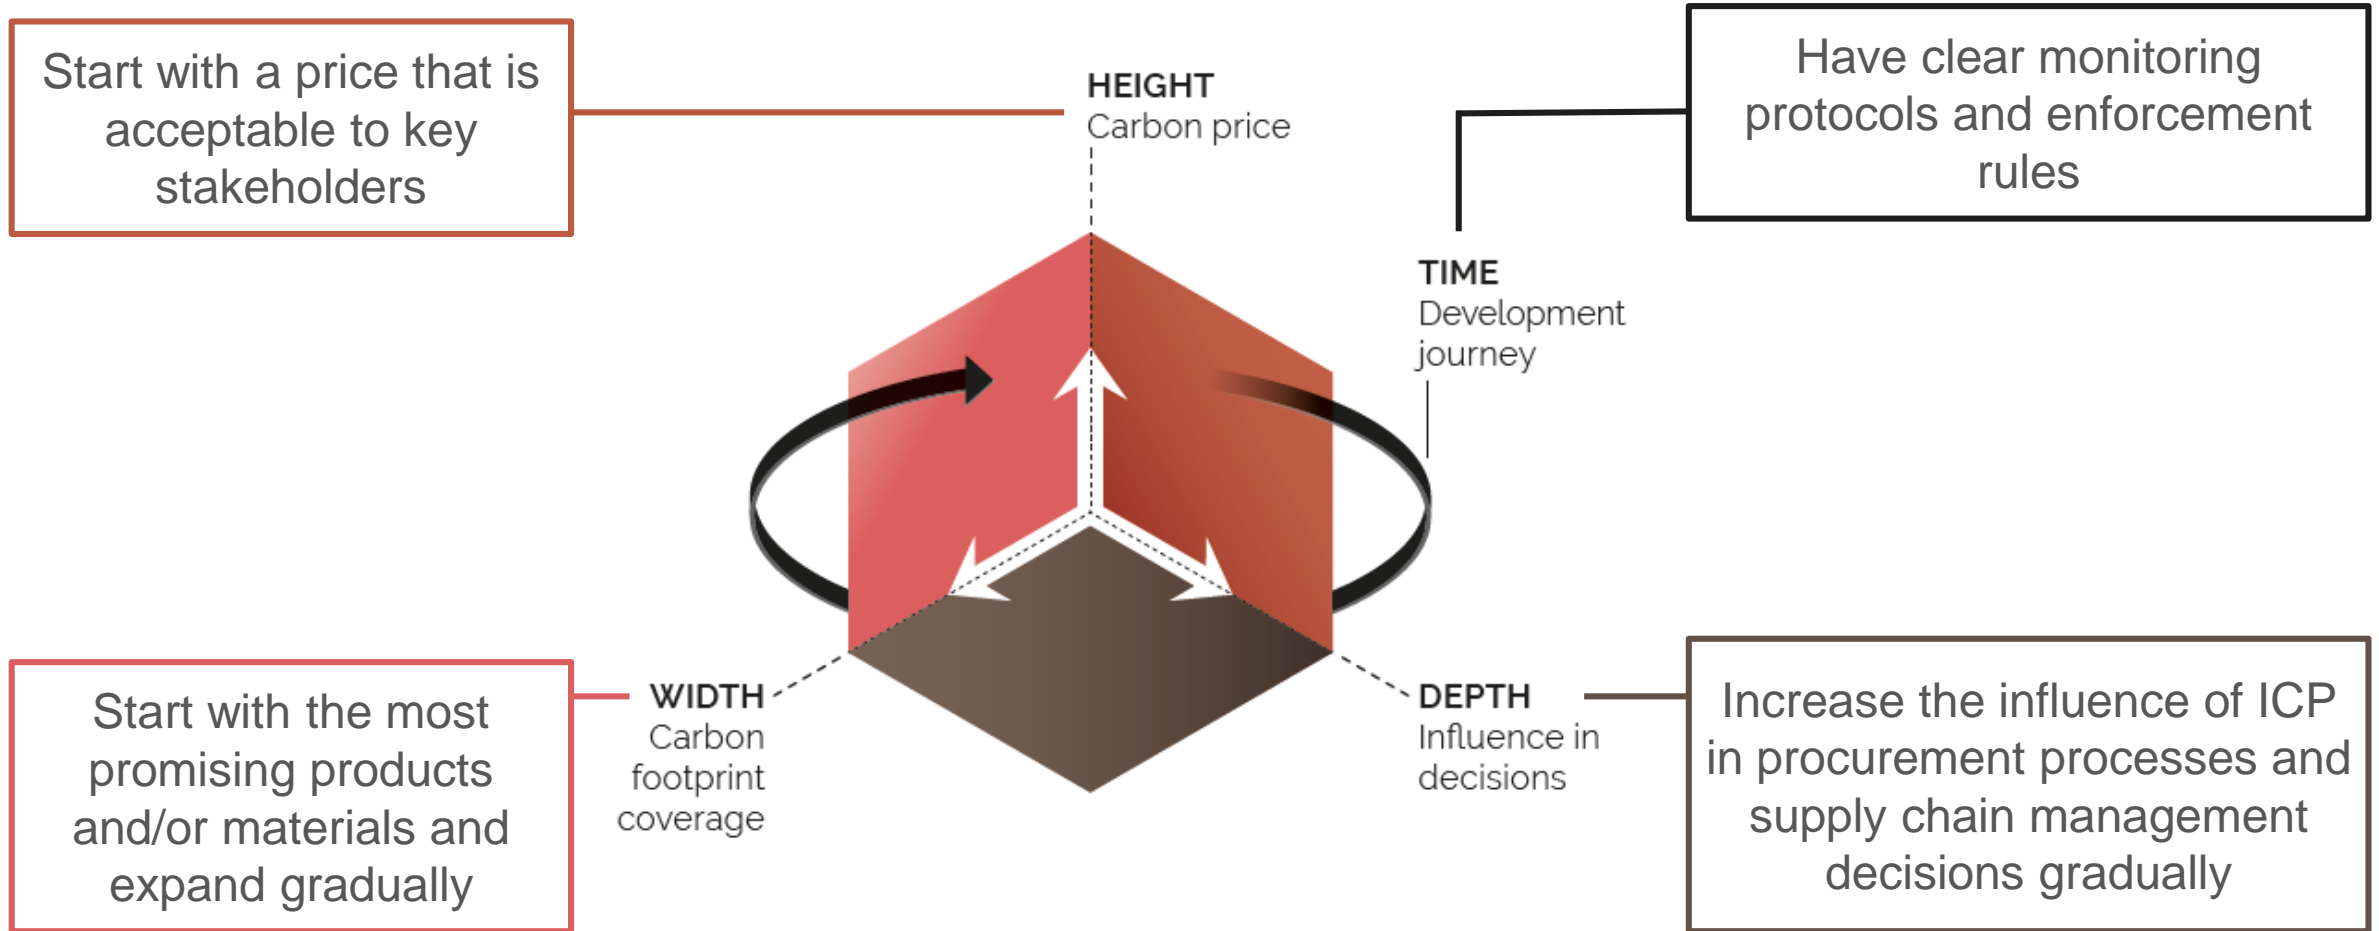 Start with a price that is
acceptable to key
stakeholders
HEIGHT
Carbon price
Have clear monitoring
protocols and enforcement
rules
TIME
Development
journey
Start with the most
promising products
and/or materials and
expand gradually
WIDTH
Carbon
footprint
coverage
DEPTH
Influence in
decisions
Increase the influence of ICP
in procurement processes and
supply chain management
decisions gradually